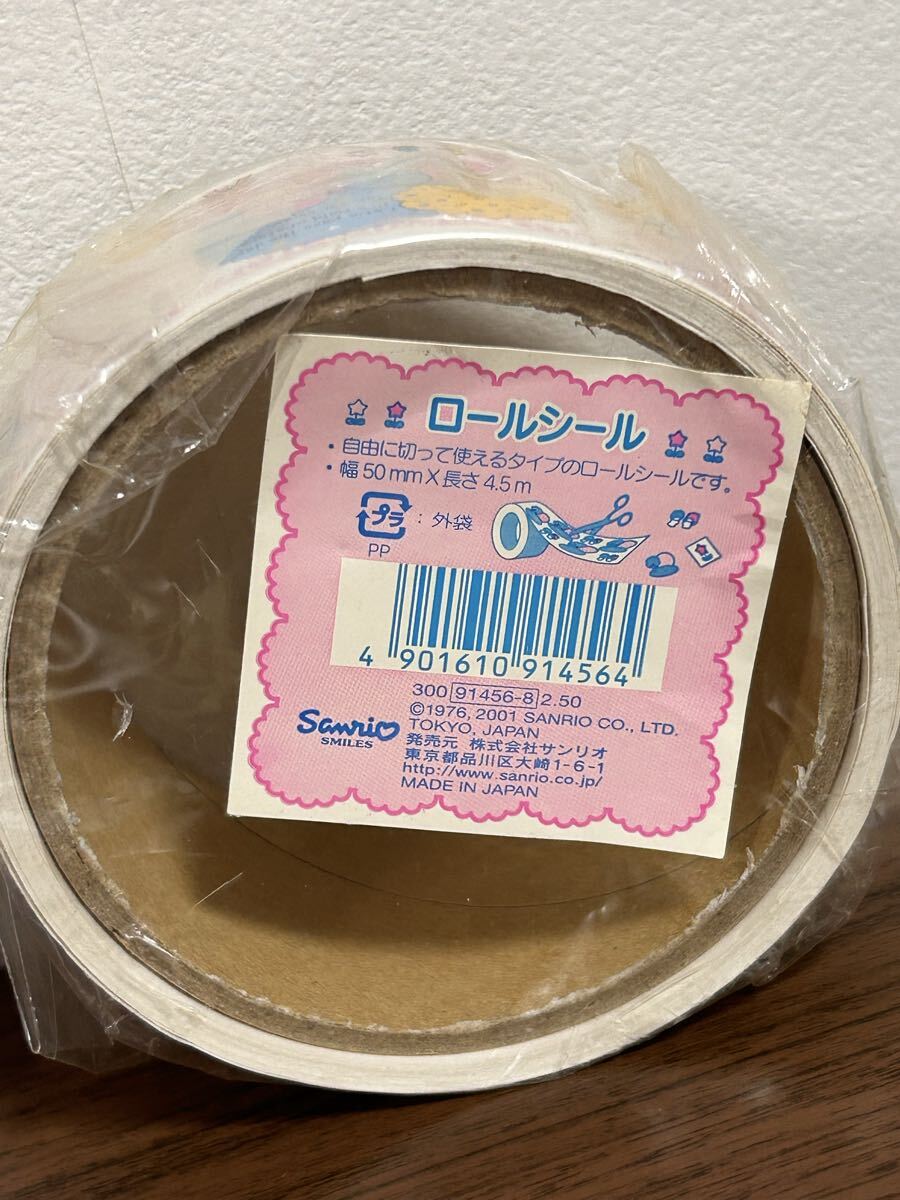 ロールシール
・自由に切って使えるタイプのロールシールです。
・幅50mm×長さ4.5m
プラ : 外袋
PP
4 901610 914564
300 91456-8 2.50
©1976, 2001 SANRIO CO., LTD.
TOKYO, JAPAN
Sanrio
SMILES
発売元 株式会社サンリオ
東京都品川区大崎1-6-1
http://www.sanrio.co.jp/
MADE IN JAPAN